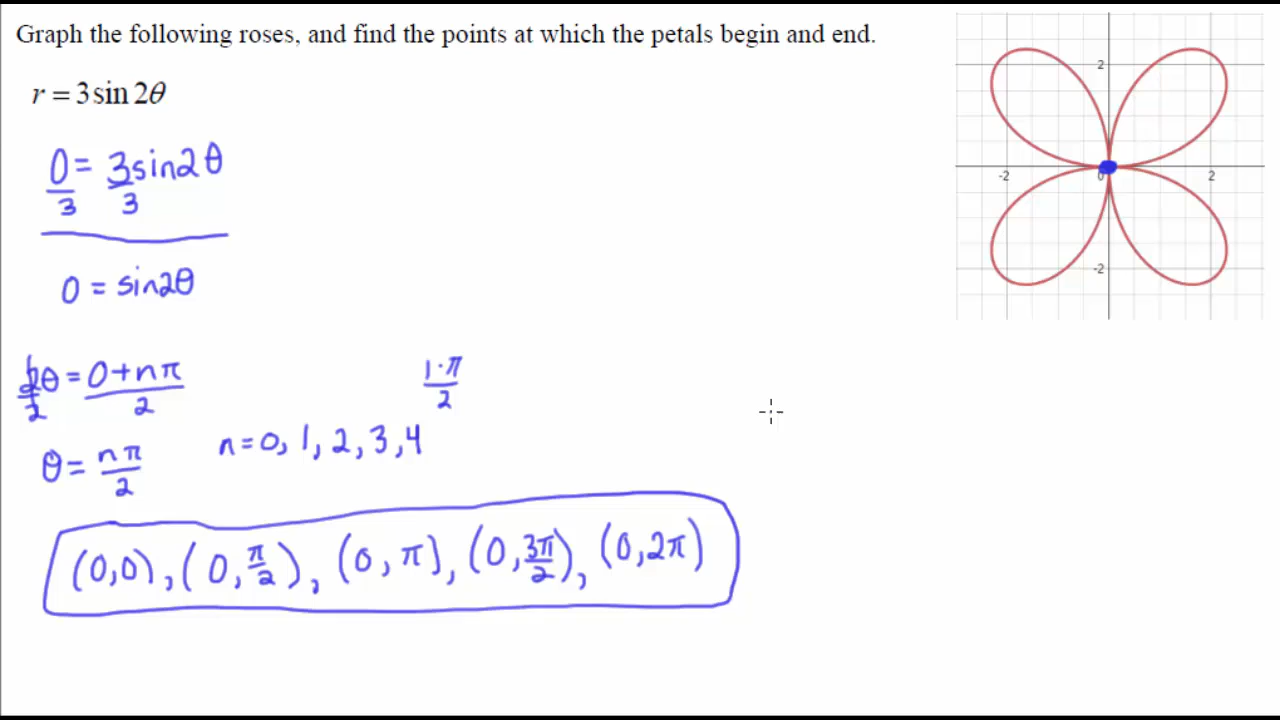 Graph the following roses, and find the points at which the petals begin and end.
r = 3 sin 2θ
0/3 = 3sin2θ/3
0 = sin2θ
2θ/2 = (0+nπ)/2
1·π/2
θ = nπ/2
n=0, 1, 2, 3, 4
(0,0), (0, π/2), (0, π), (0, 3π/2), (0, 2π)
2
-2 0 2
-2